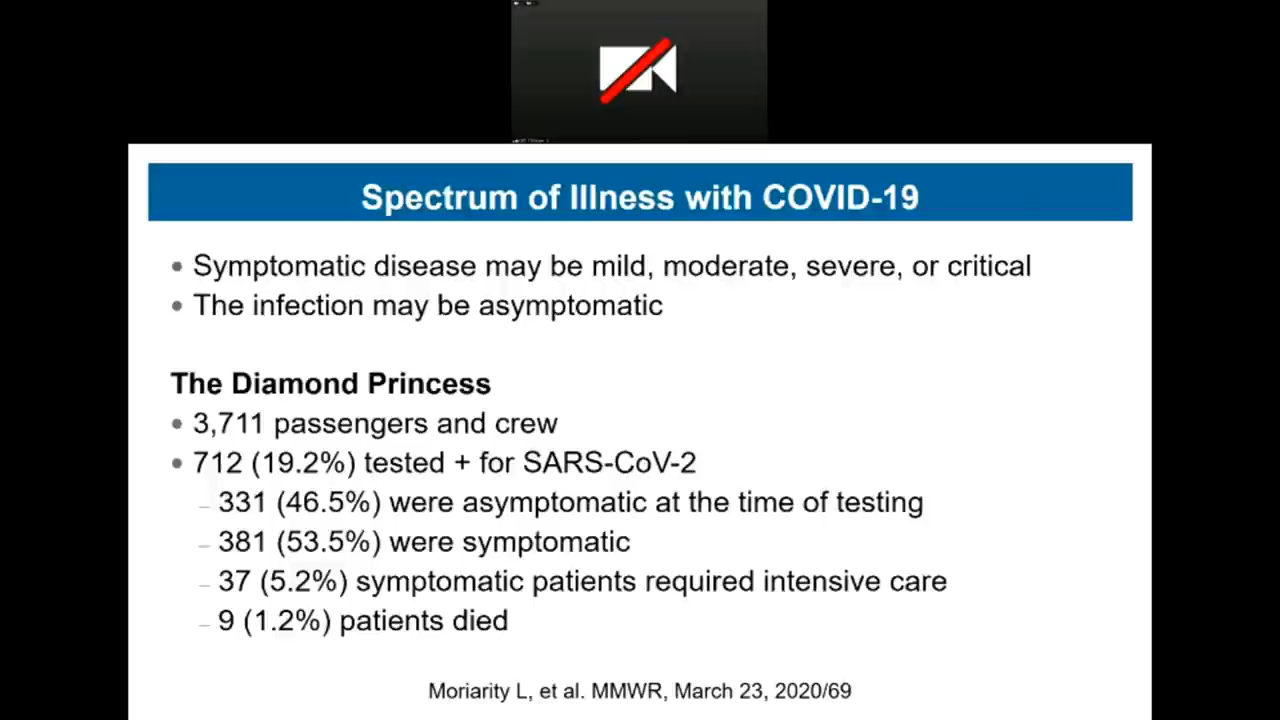 Spectrum of Illness with COVID-19
• Symptomatic disease may be mild, moderate, severe, or critical
• The infection may be asymptomatic
The Diamond Princess
• 3,711 passengers and crew
• 712 (19.2%) tested + for SARS-CoV-2
– 331 (46.5%) were asymptomatic at the time of testing
– 381 (53.5%) were symptomatic
– 37 (5.2%) symptomatic patients required intensive care
– 9 (1.2%) patients died
Moriarity L, et al. MMWR, March 23, 2020/69